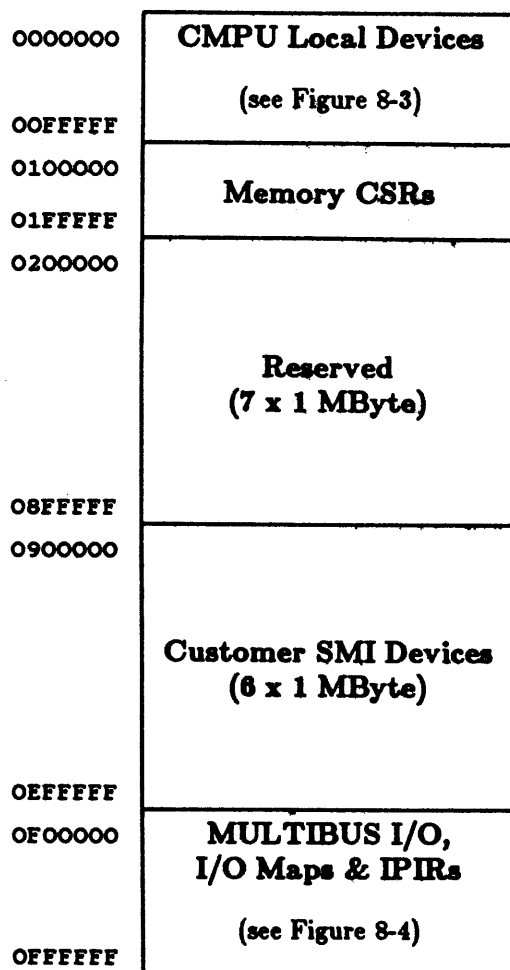 0000000 CMPU Local Devices
(see Figure 8-3)
00FFFFF
0100000
Memory CSRs
01FFFFF
0200000
Reserved
(7 x 1 MByte)
08FFFFF
0900000
Customer SMI Devices
(6 x 1 MByte)
0EFFFFF
0F00000 MULTIBUS I/O,
I/O Maps & IPIRs
(see Figure 8-4)
0FFFFFF